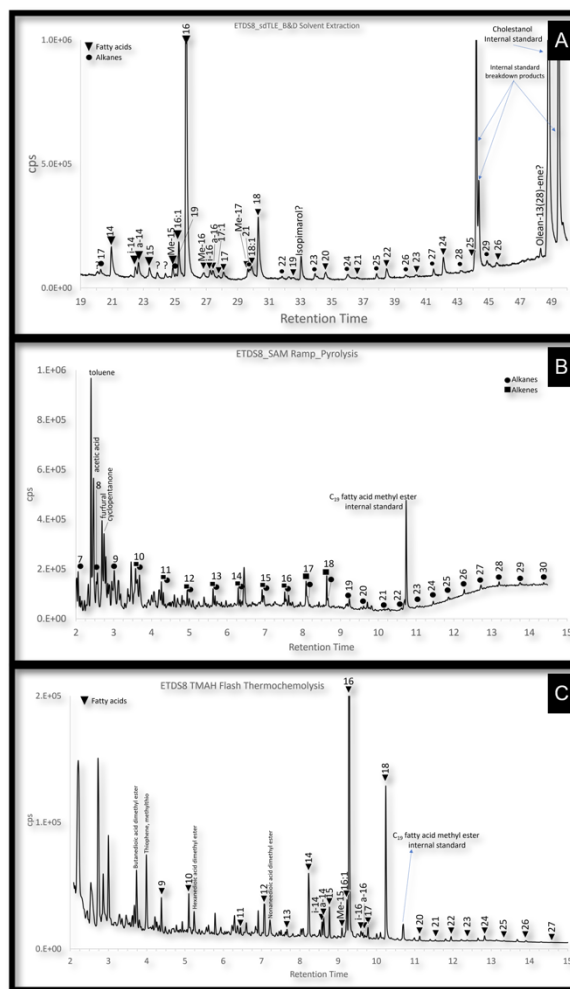 ETDS8_sdTLE_B&D Solvent Extraction
A
Fatty acids
Alkanes
Cholestanol
Internal standard
Internal standard
breakdown products
16
1.0E+06
5.0E+05
0.0E+00
cps
?
17
14
i-14
a-14
15
?
?
Me-15
16:1
19
Me-16
i-16
a-16
17:1
17
Me-17
21
18:1
18
22
19
Isopimarol?
23
20
24
21
25
22
26
23
27
24
28
25
29
26
Olean-13(28)-ene?
19 21 23 25 27 29 31 33 35 37 39 41 43 45 47 49
Retention Time
ETDS8_SAM Ramp_Pyrolysis
B
Alkanes
Alkenes
1.E+06
8.E+05
6.E+05
4.E+05
2.E+05
0.E+00
cps
7
toluene
acetic acid
8
furfural
cyclopentanone
9
10
11
12
13
14
15
16
17
18
19
20
21
22
C19 fatty acid methyl ester
internal standard
23
24
25
26
27
28
29
30
2 3 4 5 6 7 8 9 10 11 12 13 14 15
Retention Time
ETDS8 TMAH Flash Thermochemolysis
C
Fatty acids
2.E+05
1.E+05
0.E+00
cps
Butanedioic acid dimethyl ester
Thiophene, methylthio
9
10
Hexanedioic acid dimethyl ester
11
12
Nonanedioic acid dimethyl ester
13
14
i-14
a-14
15
Me-15
16:1
16
i-16
a-16
17
18
C19 fatty acid methyl ester
internal standard
20
21
22
23
24
25
26
27
2 3 4 5 6 7 8 9 10 11 12 13 14 15
Retention Time